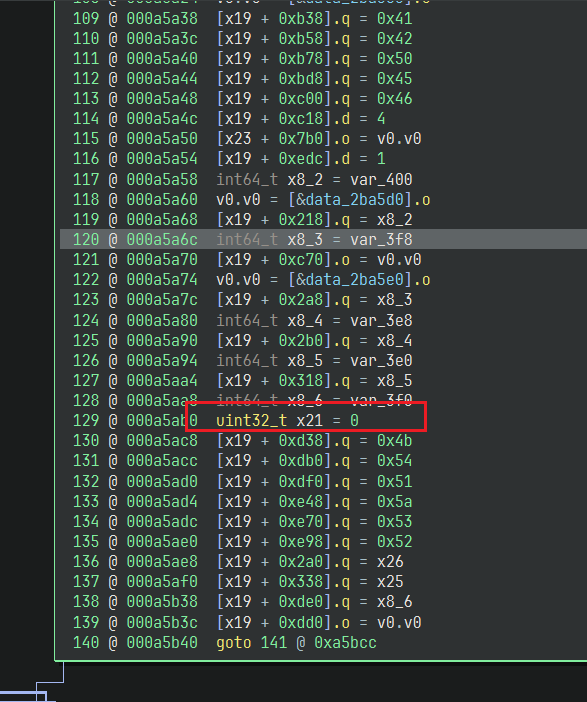 109 @ 000a5a38 [x19 + 0xb38].q = 0x41
110 @ 000a5a3c [x19 + 0xb58].q = 0x42
111 @ 000a5a40 [x19 + 0xb78].q = 0x50
112 @ 000a5a44 [x19 + 0xbd8].q = 0x45
113 @ 000a5a48 [x19 + 0xc00].q = 0x46
114 @ 000a5a4c [x19 + 0xc18].d = 4
115 @ 000a5a50 [x23 + 0x7b0].o = v0.v0
116 @ 000a5a54 [x19 + 0xedc].d = 1
117 @ 000a5a58 int64_t x8_2 = var_400
118 @ 000a5a60 v0.v0 = [&data_2ba5d0].o
119 @ 000a5a68 [x19 + 0x218].q = x8_2
120 @ 000a5a6c int64_t x8_3 = var_3f8
121 @ 000a5a70 [x19 + 0xc70].o = v0.v0
122 @ 000a5a74 v0.v0 = [&data_2ba5e0].o
123 @ 000a5a7c [x19 + 0x2a8].q = x8_3
124 @ 000a5a80 int64_t x8_4 = var_3e8
125 @ 000a5a90 [x19 + 0x2b0].q = x8_4
126 @ 000a5a94 int64_t x8_5 = var_3e0
127 @ 000a5aa4 [x19 + 0x318].q = x8_5
128 @ 000a5aa8 int64_t x8_6 = var_3f0
129 @ 000a5ab0 uint32_t x21 = 0
130 @ 000a5ac8 [x19 + 0xd38].q = 0x4b
131 @ 000a5acc [x19 + 0xdb0].q = 0x54
132 @ 000a5ad0 [x19 + 0xdf0].q = 0x51
133 @ 000a5ad4 [x19 + 0xe48].q = 0x5a
134 @ 000a5adc [x19 + 0xe70].q = 0x53
135 @ 000a5ae0 [x19 + 0xe98].q = 0x52
136 @ 000a5ae8 [x19 + 0x2a0].q = x26
137 @ 000a5af0 [x19 + 0x338].q = x25
138 @ 000a5b38 [x19 + 0xde0].q = x8_6
139 @ 000a5b3c [x19 + 0xdd0].o = v0.v0
140 @ 000a5b40 goto 141 @ 0xa5bcc